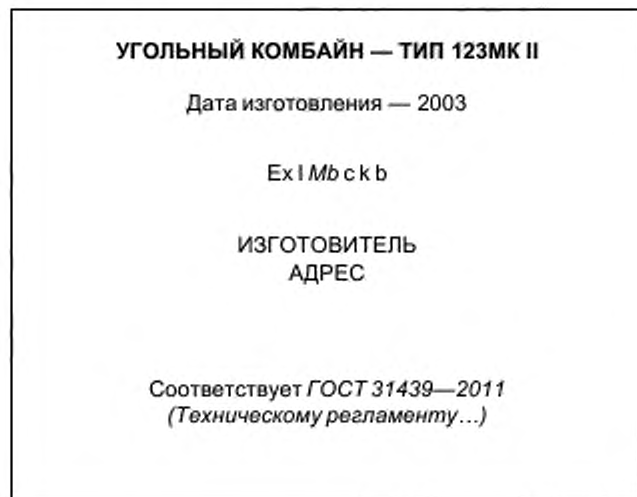 УГОЛЬНЫЙ КОМБАЙН — ТИП 123МК II
Дата изготовления — 2003
Ex I Mb c k b
ИЗГОТОВИТЕЛЬ
АДРЕС
Соответствует ГОСТ 31439—2011
(Техническому регламенту...)